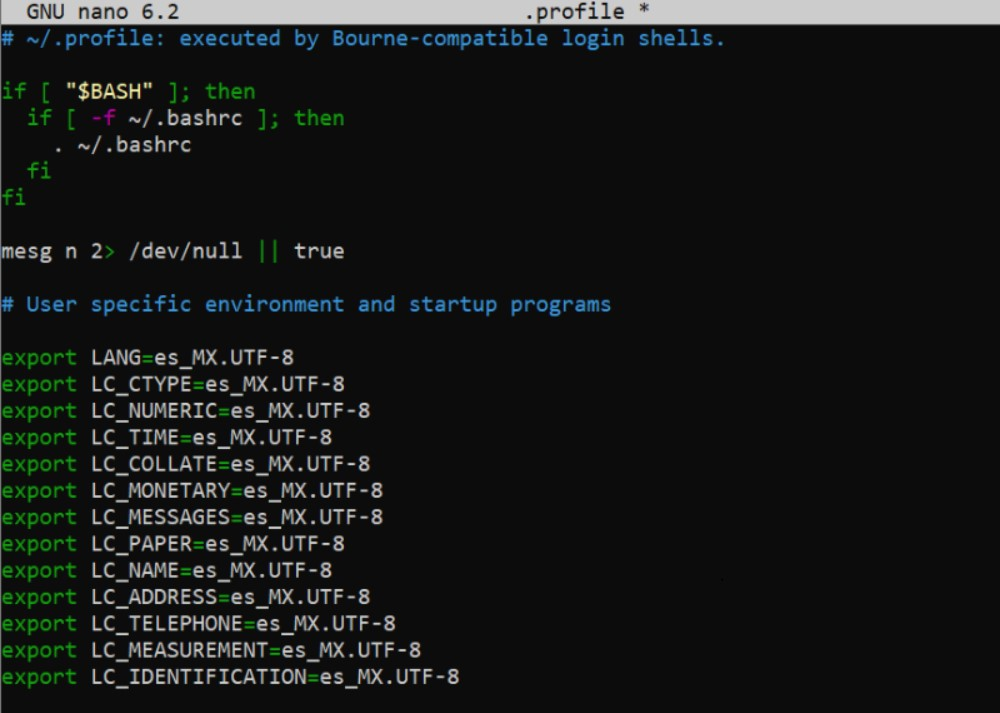 GNU nano 6.2 .profile *
# ~/.profile: executed by Bourne-compatible login shells.
if [ "$BASH" ]; then
if [ -f ~/.bashrc ]; then
. ~/.bashrc
fi
fi
mesg n 2> /dev/null || true
# User specific environment and startup programs
export LANG=es_MX.UTF-8
export LC_CTYPE=es_MX.UTF-8
export LC_NUMERIC=es_MX.UTF-8
export LC_TIME=es_MX.UTF-8
export LC_COLLATE=es_MX.UTF-8
export LC_MONETARY=es_MX.UTF-8
export LC_MESSAGES=es_MX.UTF-8
export LC_PAPER=es_MX.UTF-8
export LC_NAME=es_MX.UTF-8
export LC_ADDRESS=es_MX.UTF-8
export LC_TELEPHONE=es_MX.UTF-8
export LC_MEASUREMENT=es_MX.UTF-8
export LC_IDENTIFICATION=es_MX.UTF-8